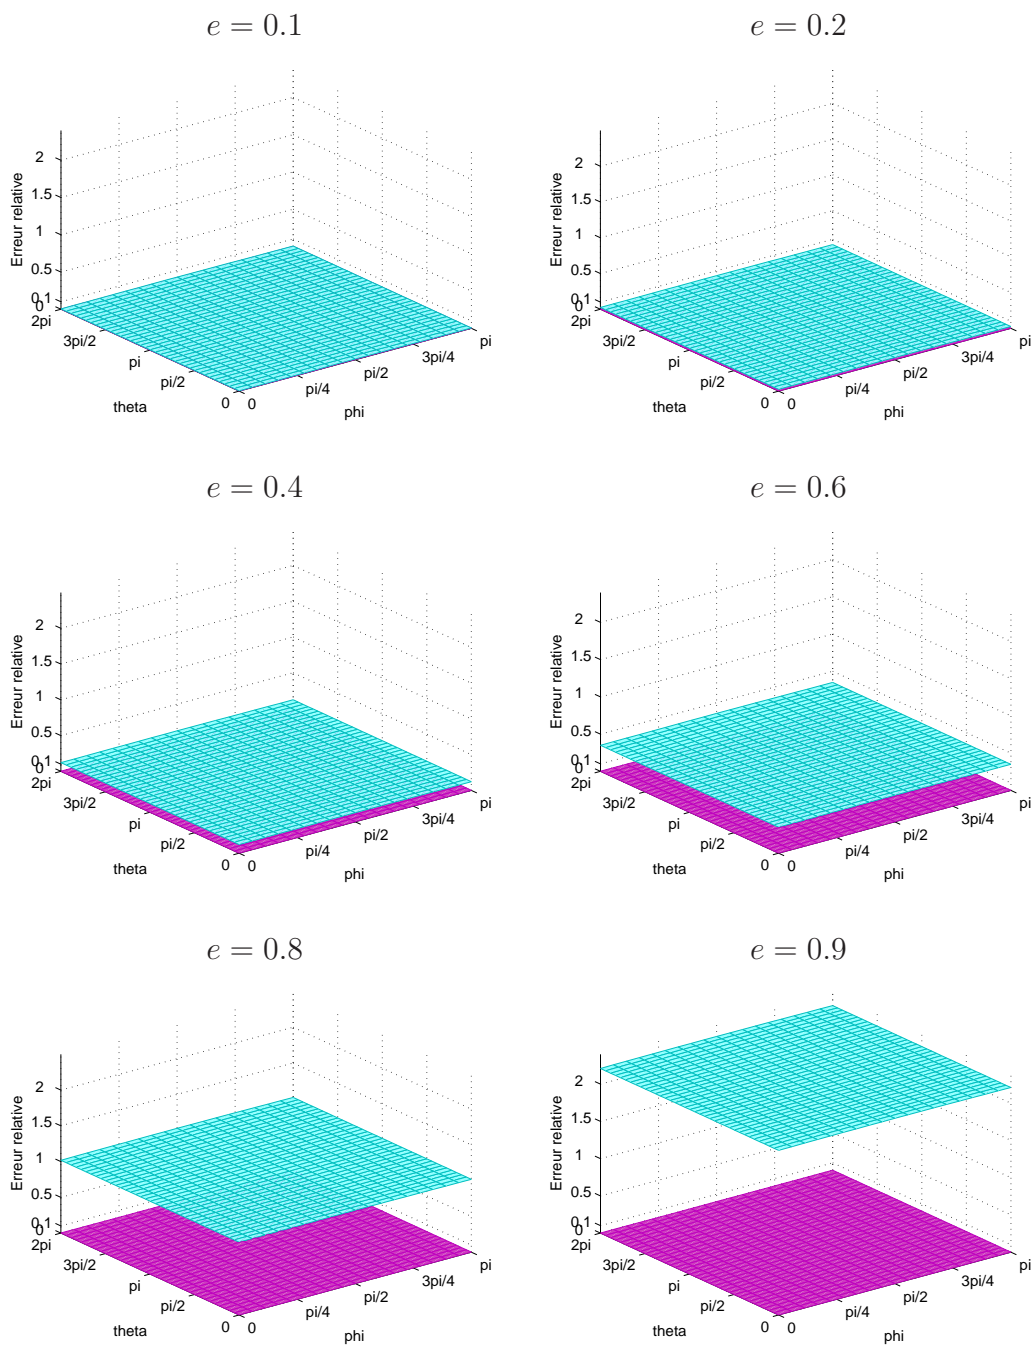 e = 0.1
2
1.5
1
0.5
0.1
0
Erreur relative
2pi
3pi/2
pi
pi/2
0
theta
0
pi/4
pi/2
3pi/4
pi
phi
e = 0.2
2
1.5
1
0.5
0.1
0
Erreur relative
2pi
3pi/2
pi
pi/2
0
theta
0
pi/4
pi/2
3pi/4
pi
phi
e = 0.4
2
1.5
1
0.5
0.1
0
Erreur relative
2pi
3pi/2
pi
pi/2
0
theta
0
pi/4
pi/2
3pi/4
pi
phi
e = 0.6
2
1.5
1
0.5
0.1
0
Erreur relative
2pi
3pi/2
pi
pi/2
0
theta
0
pi/4
pi/2
3pi/4
pi
phi
e = 0.8
2
1.5
1
0.5
0.1
0
Erreur relative
2pi
3pi/2
pi
pi/2
0
theta
0
pi/4
pi/2
3pi/4
pi
phi
e = 0.9
2
1.5
1
0.5
0.1
0
Erreur relative
2pi
3pi/2
pi
pi/2
0
theta
0
pi/4
pi/2
3pi/4
pi
phi